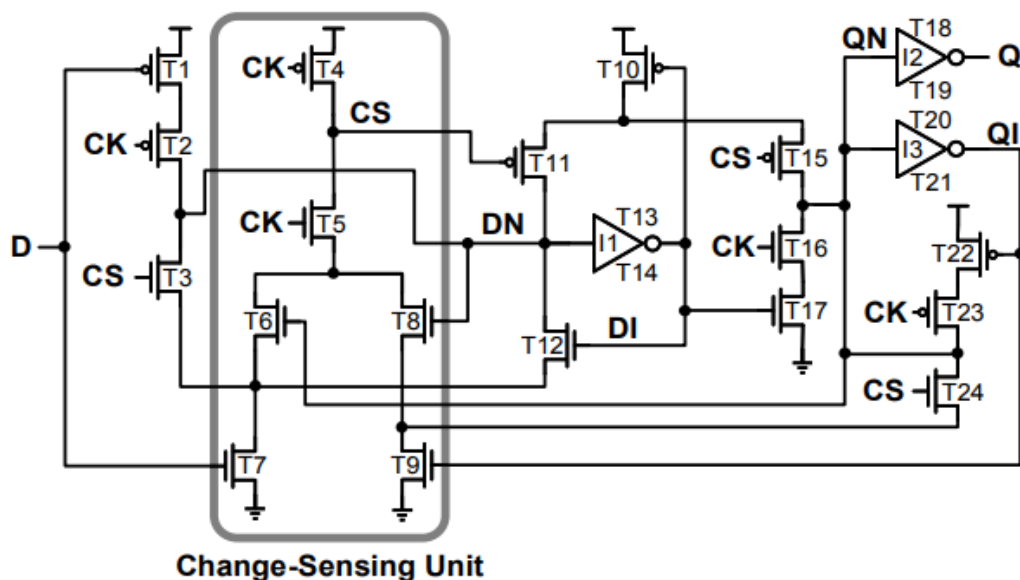 T18
QN
I2
Q
T19
T1
CK
T4
T10
T20
QI
I3
T21
CS
CK
T2
T11
CS
T15
CK
T5
DN
T13
I1
T14
CK
T16
D
CS
T3
T22
T6
T8
T12
DI
T17
CK
T23
CS
T24
T7
T9
Change-Sensing Unit